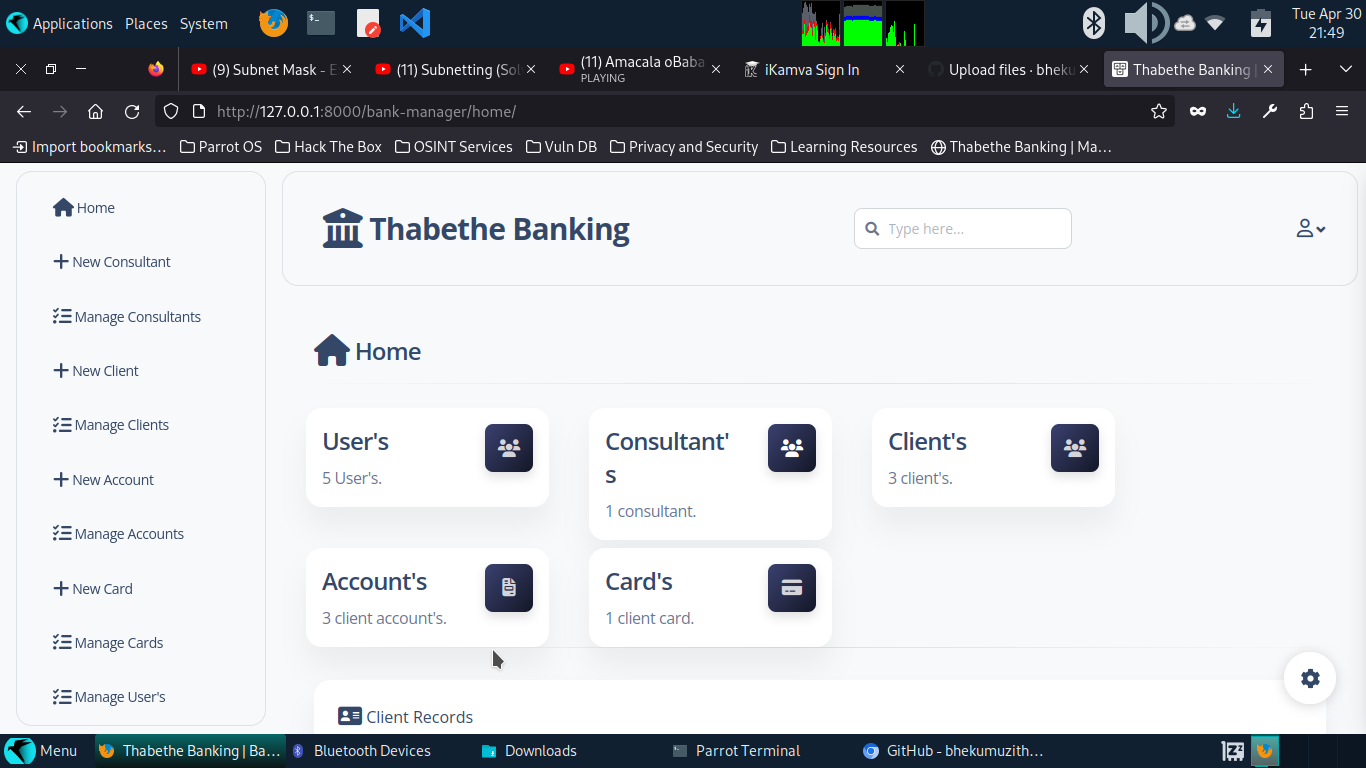 Applications Places System
Tue Apr 30
21:49
(9) Subnet Mask - E
(11) Subnetting (Sol
(11) Amacala oBaba
PLAYING
iKamva Sign In
Upload files · bheku
Thabethe Banking |
http://127.0.0.1:8000/bank-manager/home/
Import bookmarks... Parrot OS Hack The Box OSINT Services Vuln DB Privacy and Security Learning Resources Thabethe Banking | Ma...
Home
New Consultant
Manage Consultants
New Client
Manage Clients
New Account
Manage Accounts
New Card
Manage Cards
Manage User's
Thabethe Banking
Type here...
Home
User's
5 User's.
Consultant'
s
1 consultant.
Client's
3 client's.
Account's
3 client account's.
Card's
1 client card.
Client Records
Menu Thabethe Banking | Ba... Bluetooth Devices Downloads Parrot Terminal GitHub - bhekumuzith...